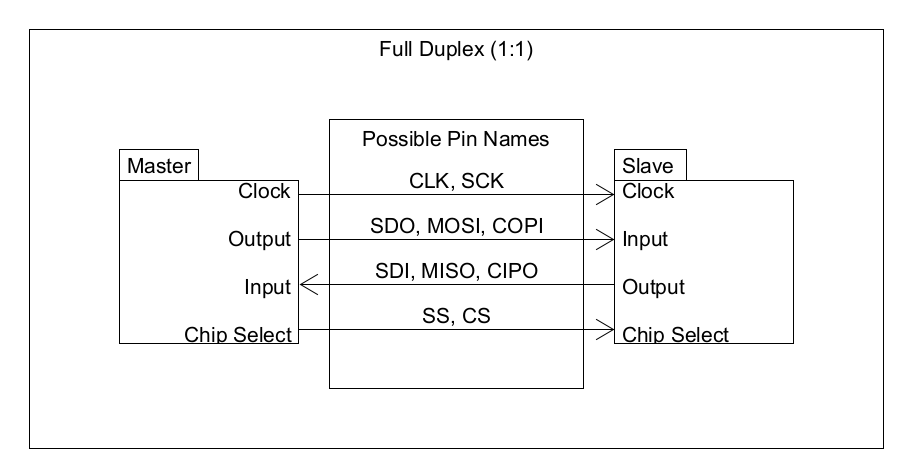 Full Duplex (1:1)
Possible Pin Names
Master
Slave
Clock
CLK, SCK
Clock
Output
SDO, MOSI, COPI
Input
Input
SDI, MISO, CIPO
Output
Chip Select
SS, CS
Chip Select